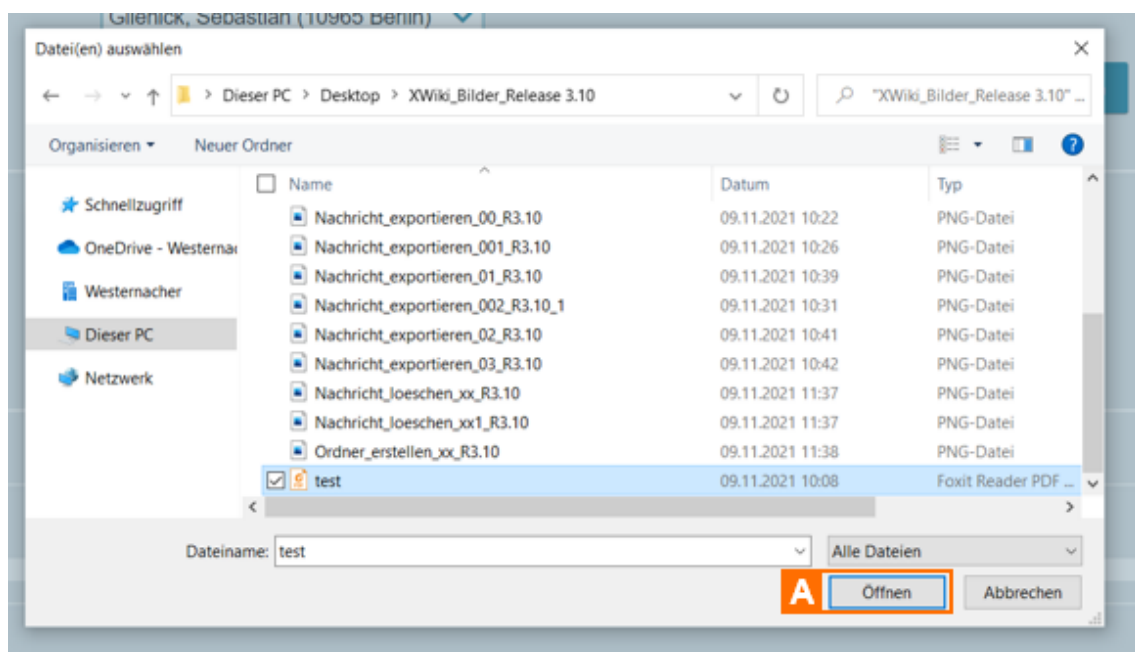 Glienick, Sebastian (10965 Berlin)
Datei(en) auswählen
Dieser PC > Desktop > XWiki_Bilder_Release 3.10
"XWiki_Bilder_Release 3.10" ...
Organisieren
Neuer Ordner
Name Datum Typ
Schnellzugriff
OneDrive - Westernac
Westernacher
Dieser PC
Netzwerk
Nachricht_exportieren_00_R3.10 09.11.2021 10:22 PNG-Datei
Nachricht_exportieren_001_R3.10 09.11.2021 10:26 PNG-Datei
Nachricht_exportieren_01_R3.10 09.11.2021 10:39 PNG-Datei
Nachricht_exportieren_002_R3.10_1 09.11.2021 10:31 PNG-Datei
Nachricht_exportieren_02_R3.10 09.11.2021 10:41 PNG-Datei
Nachricht_exportieren_03_R3.10 09.11.2021 10:42 PNG-Datei
Nachricht_loeschen_xx_R3.10 09.11.2021 11:37 PNG-Datei
Nachricht_loeschen_xx1_R3.10 09.11.2021 11:37 PNG-Datei
Ordner_erstellen_xx_R3.10 09.11.2021 11:38 PNG-Datei
test 09.11.2021 10:08 Foxit Reader PDF ...
Dateiname: test
Alle Dateien
A Öffnen Abbrechen